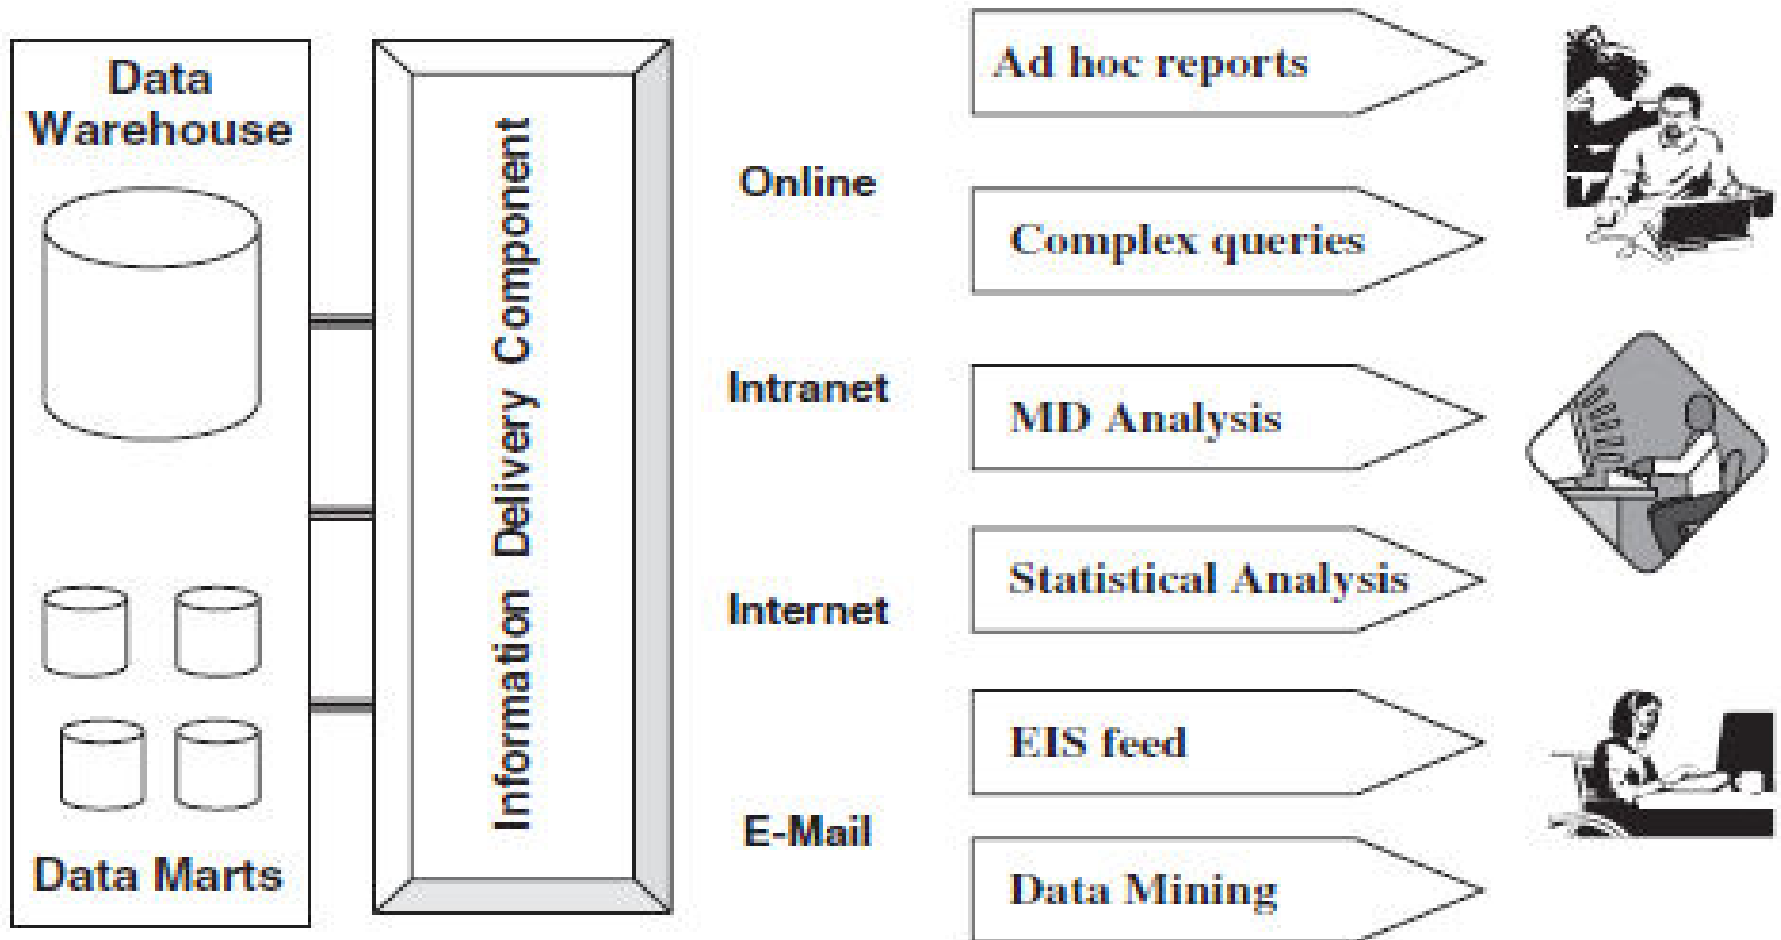 Data
Warehouse
Data Marts
Information Delivery Component
Online
Intranet
Internet
E-Mail
Ad hoc reports
Complex queries
MD Analysis
Statistical Analysis
EIS feed
Data Mining